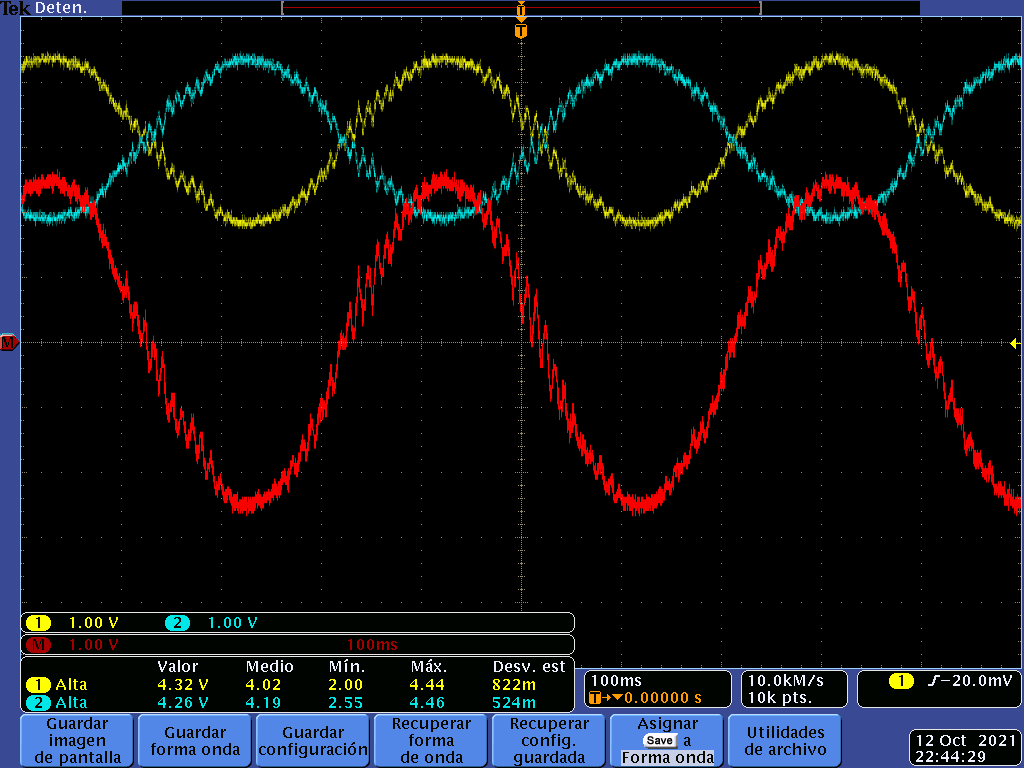 Tek Deten.
T
T
M
1 1.00 V 2 1.00 V
M 1.00 V 100ms
Valor Medio Mín. Máx. Desv. est
1 Alta 4.32 V 4.02 2.00 4.44 822m
2 Alta 4.26 V 4.19 2.55 4.46 524m
100ms
T→▼0.00000 s
10.0kM/s
10k pts.
1 ∫−20.0mV
Guardar
imagen
de pantalla
Guardar
forma onda
Guardar
configuración
Recuperar
forma
de onda
Recuperar
config.
guardada
Asignar
Save a
Forma onda
Utilidades
de archivo
12 Oct 2021
22:44:29